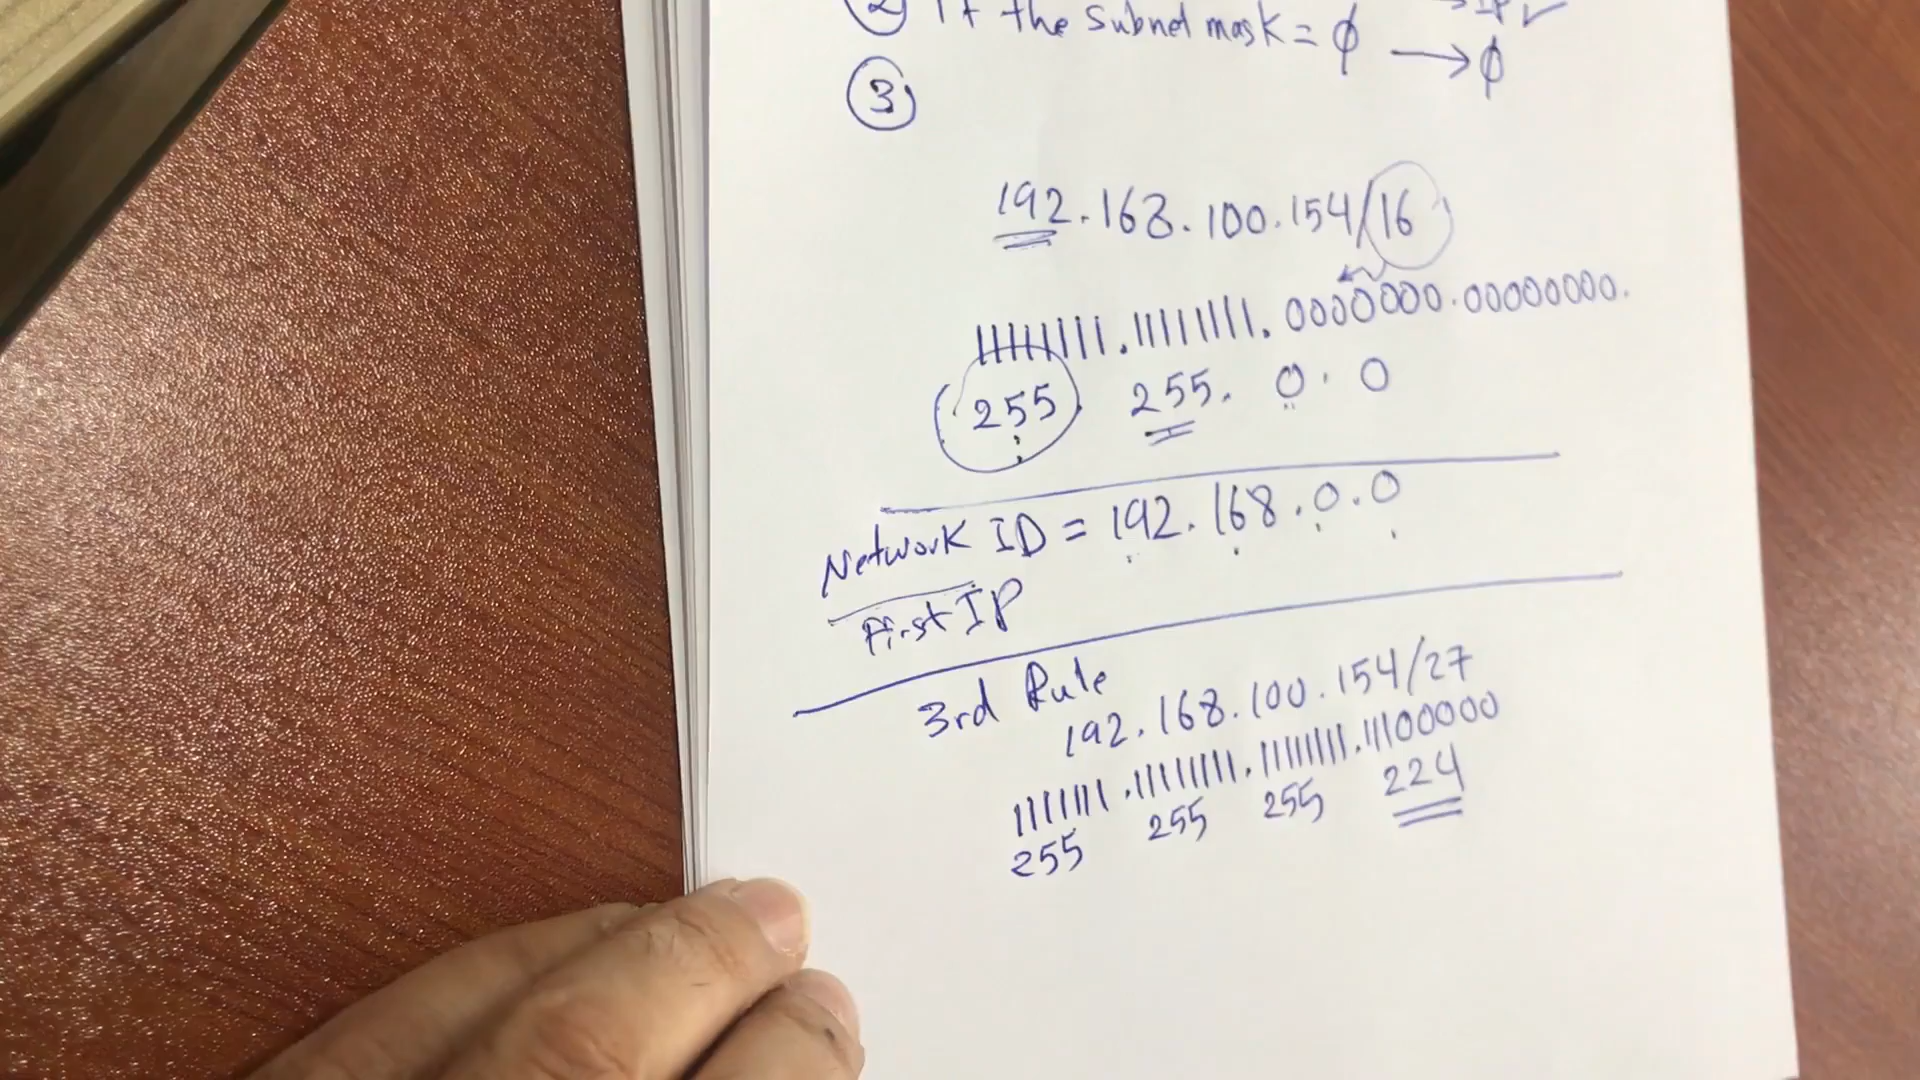 ② If the Subnet mask = ϕ → ϕ
③
192.168.100.154/16
11111111.11111111.00000000.00000000.
255 255. 0. 0
Network ID = 192.168.0.0
First IP
3rd Rule
192.168.100.154/27
11111111.11111111.11111111.11100000
255 255 255 224